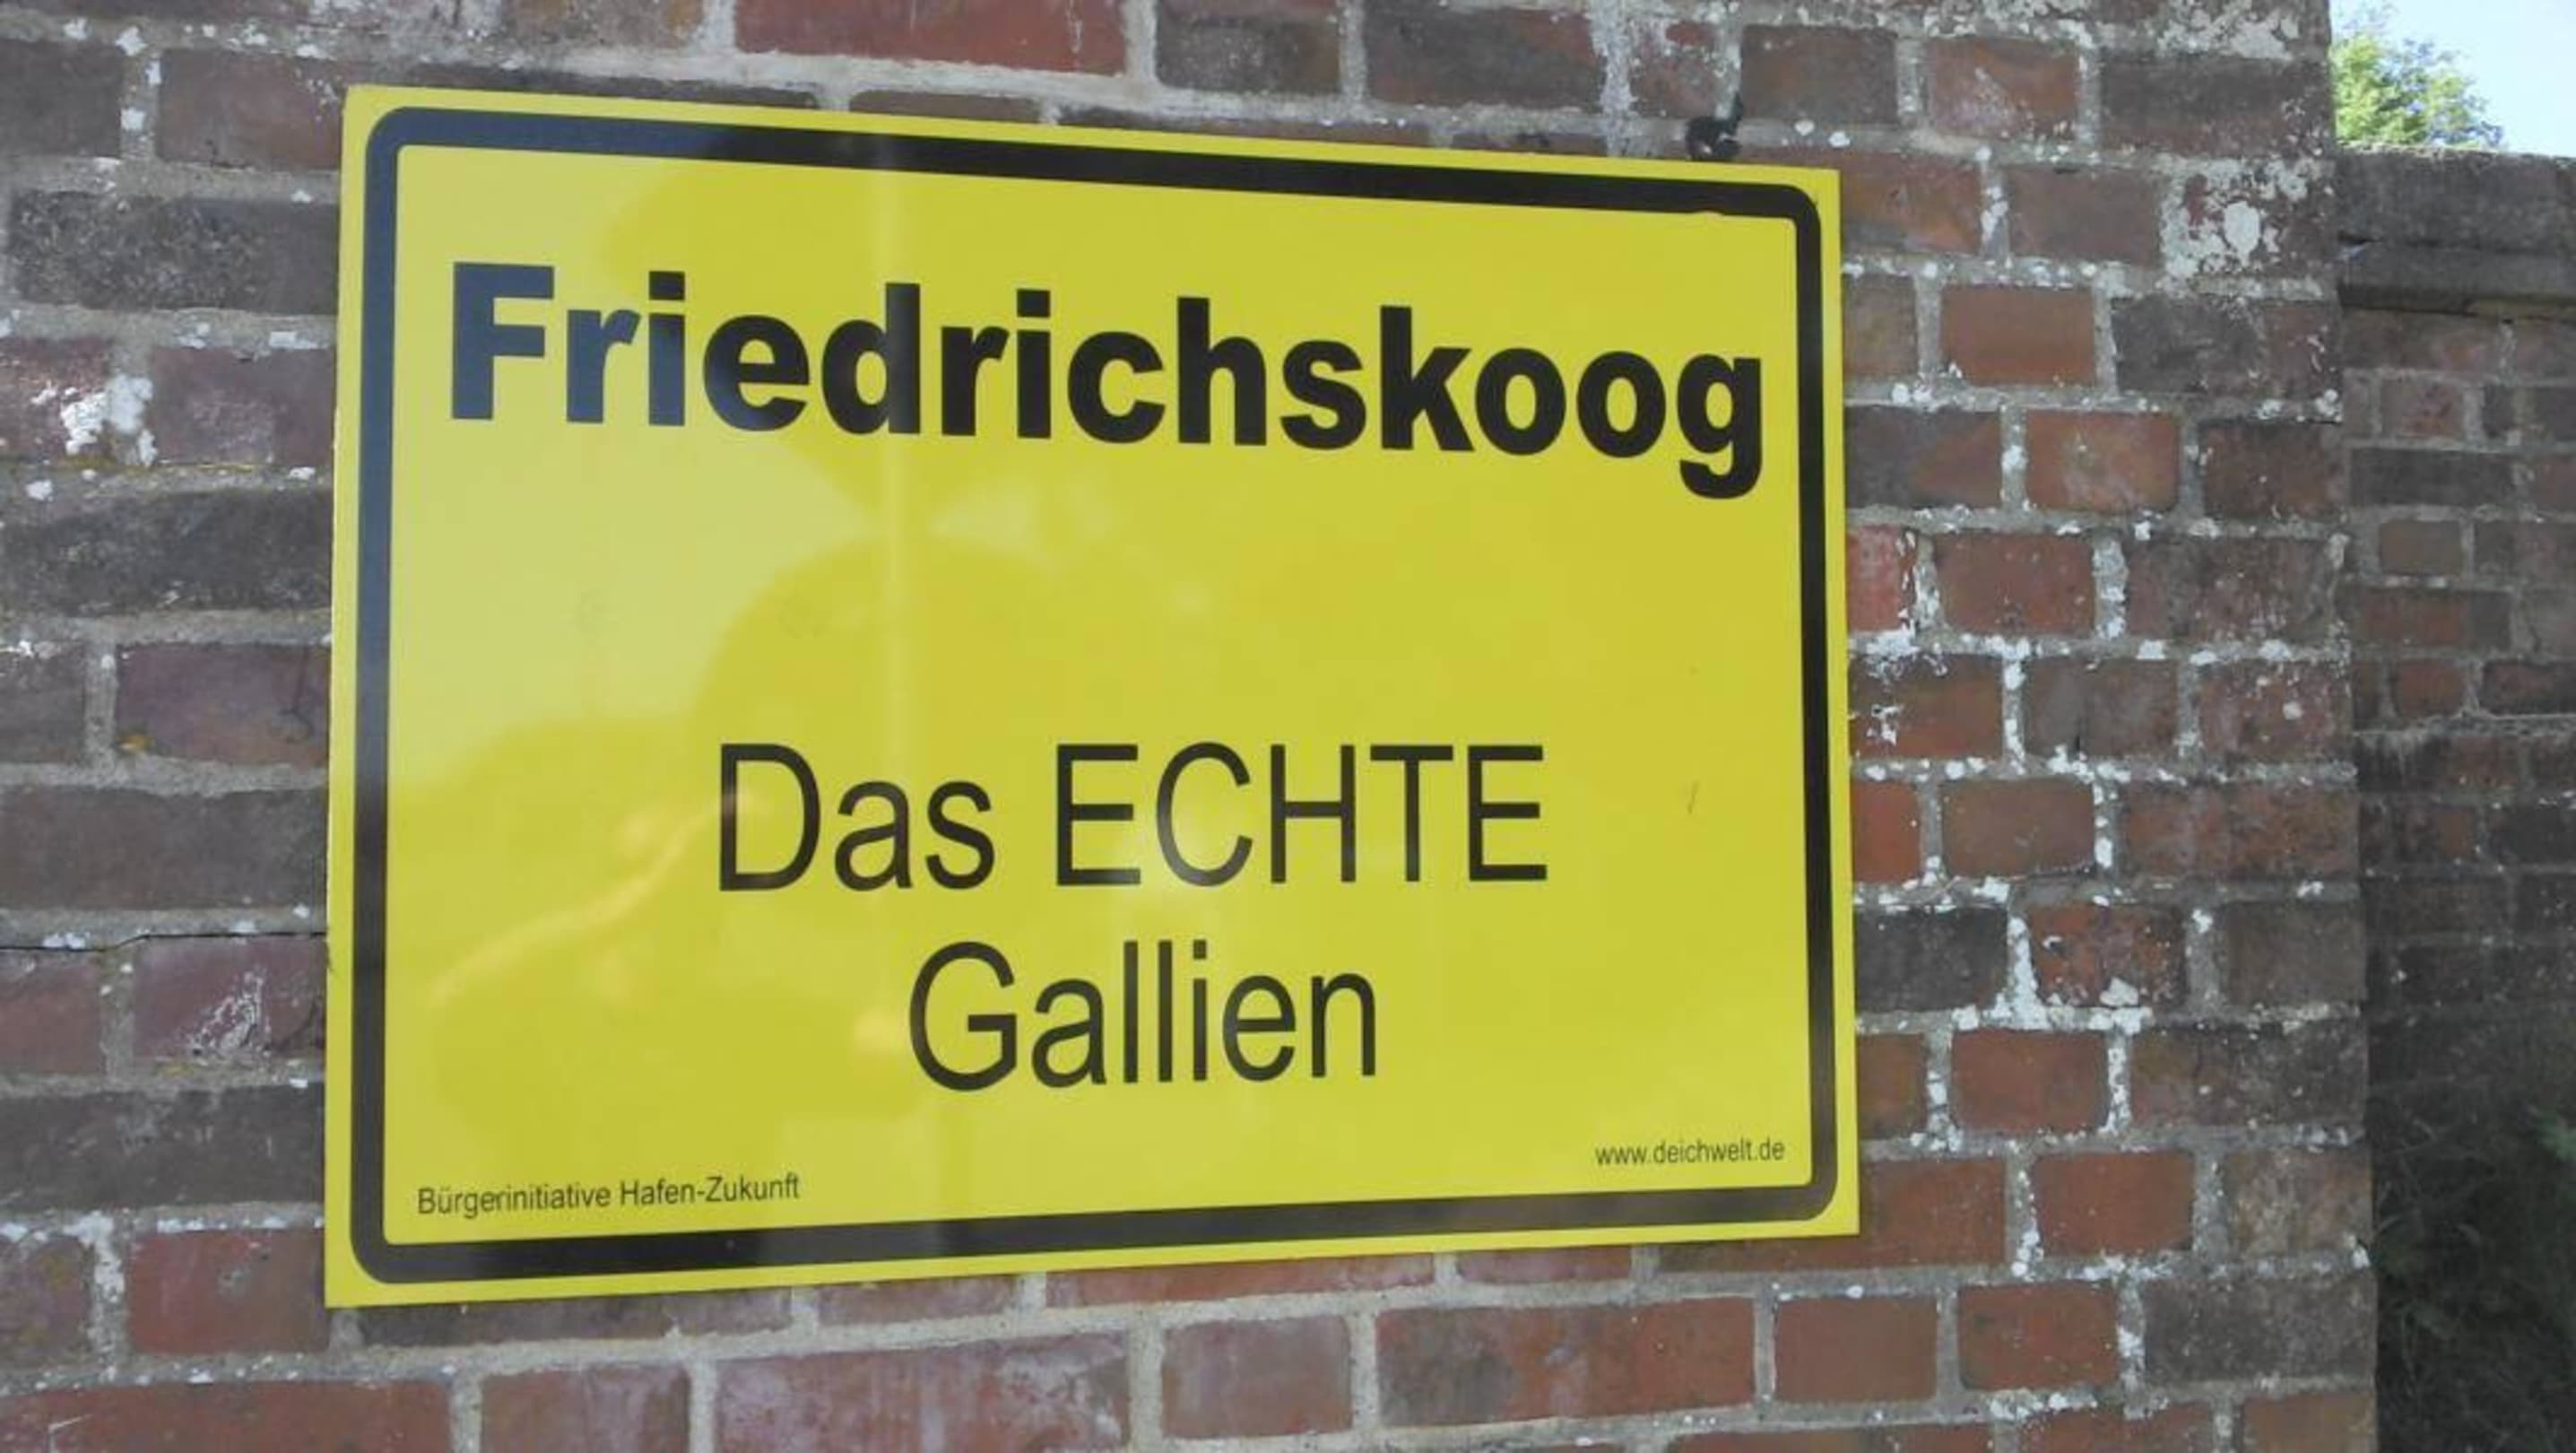 Friedrichskoog
Das ECHTE
Gallien
www.deichwelt.de
Bürgerinitiative Hafen-Zukunft